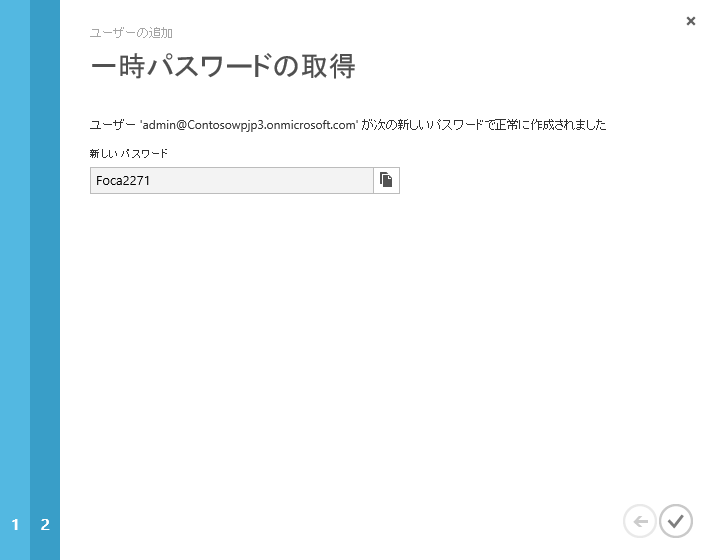 ユーザーの追加
一時パスワードの取得
ユーザー 'admin@Contosowpjp3.onmicrosoft.com' が次の新しいパスワードで正常に作成されました
新しいパスワード
Foca2271
1 2